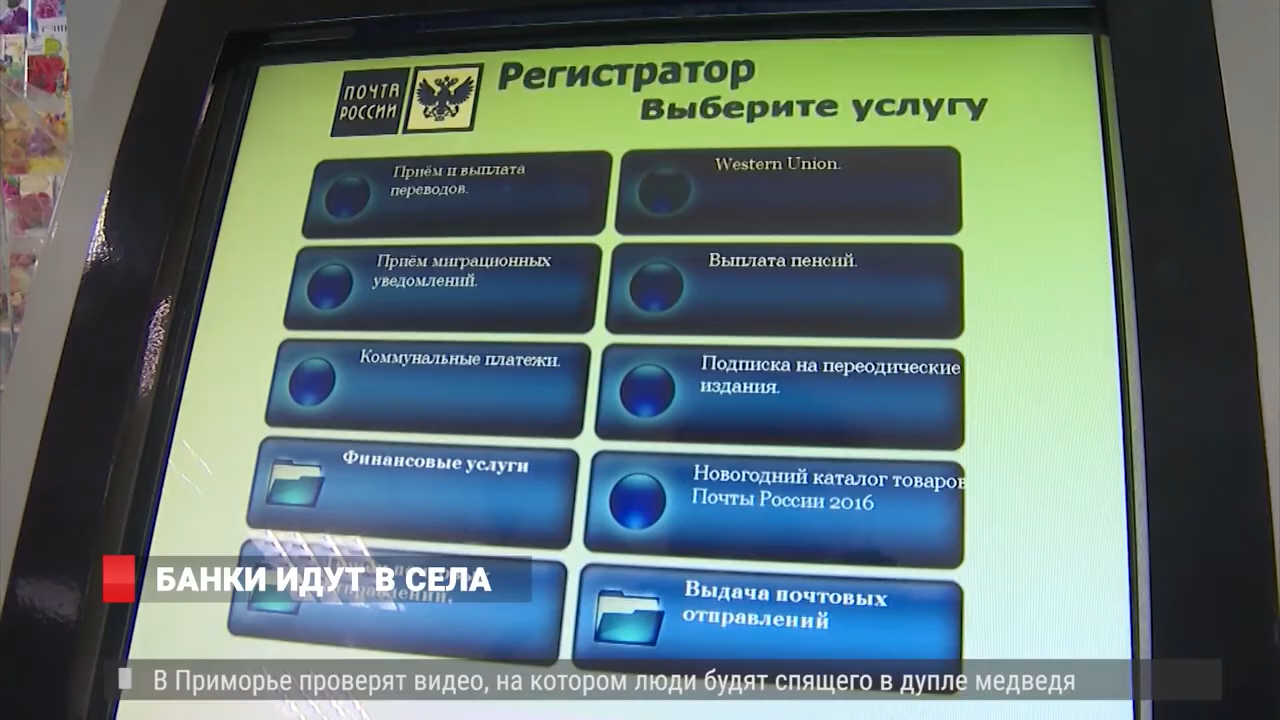 ПОЧТА
РОССИИ
Регистратор
Выберите услугу
Приём и выплата
переводов.
Western Union.
Приём миграционных
уведомлений.
Выплата пенсий.
Коммунальные платежи.
Подписка на переодические
издания.
Финансовые услуги
Новогодний каталог товаров
Почты России 2016
Выдача почтовых
отправлений
БАНКИ ИДУТ В СЕЛА
В Приморье проверят видео, на котором люди будят спящего в дупле медведя